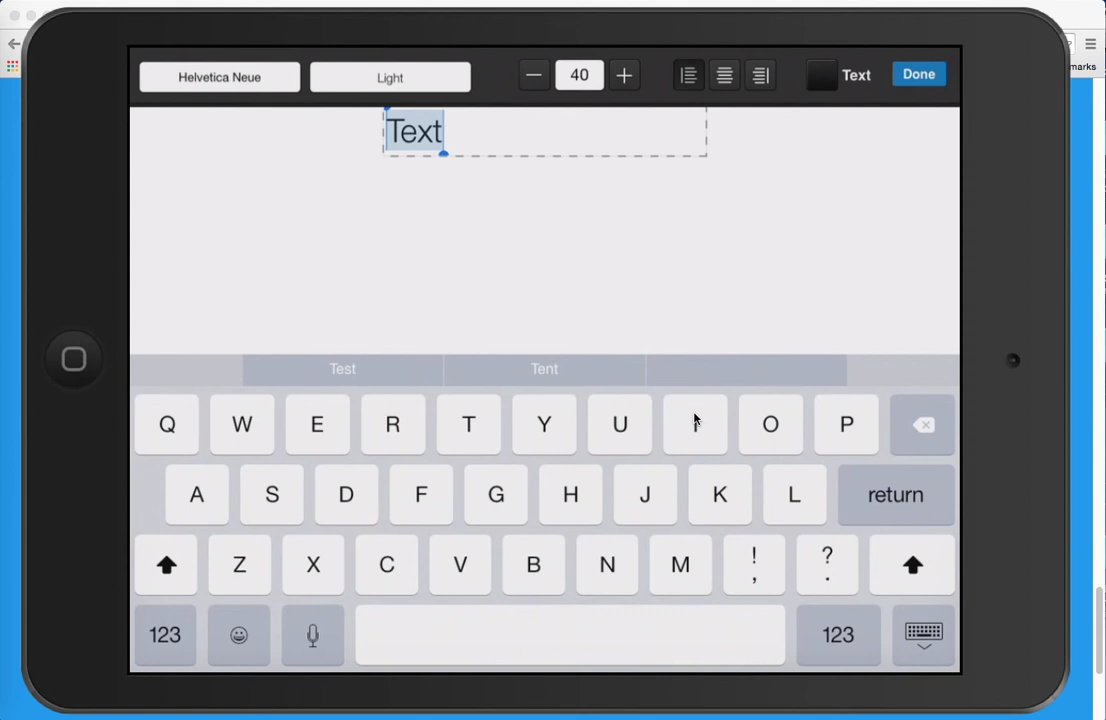 Helvetica Neue Light 40 Text Done
marks
Text
Test Tent
Q W E R T Y U I O P
A S D F G H J K L return
Z X C V B N M ! , ? .
123 123